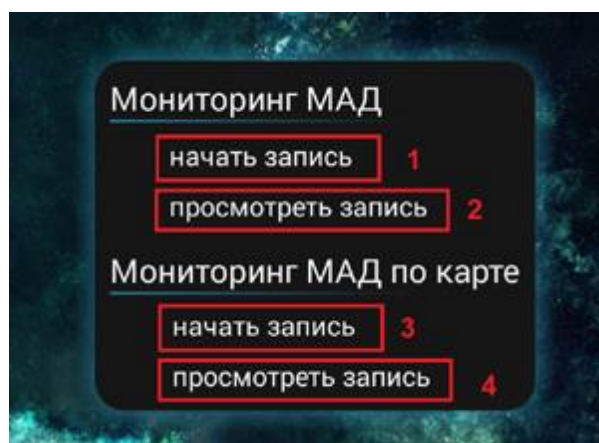 Мониторинг МАД
начать запись 1
просмотреть запись 2
Мониторинг МАД по карте
начать запись 3
просмотреть запись 4